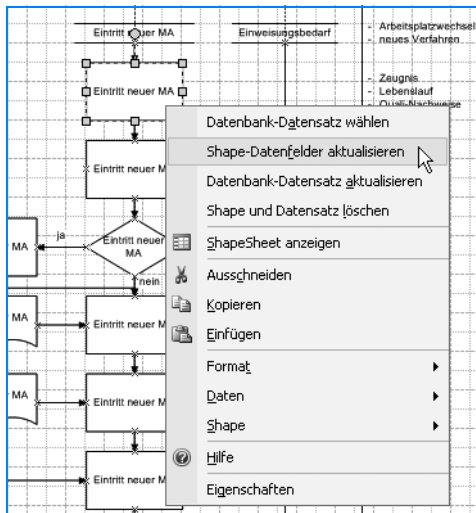 Eintritt neuer MA
Einweisungsbedarf
- Arbeitsplatzwechsel
- neues Verfahren
Eintritt neuer MA
- Zeugnis
- Lebenslauf
- Quali-Nachweise
Datenbank-Datensatz wählen
Shape-Datenfelder aktualisieren
Datenbank-Datensatz aktualisieren
Shape und Datensatz löschen
ShapeSheet anzeigen
Ausschneiden
Kopieren
Einfügen
Format
Daten
Shape
Hilfe
Eigenschaften
Eintritt neuer M
MA
ja
Eintritt neuer
MA
nein
MA
Eintritt neuer M
MA
Eintritt neuer M
Eintritt neuer M